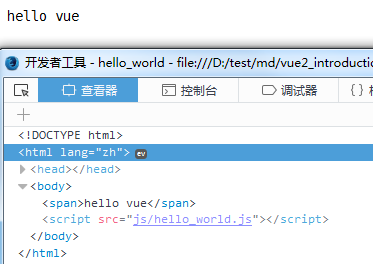 hello vue
开发者工具 - hello_world - file:///D:/test/md/vue2_introductio
查看器 控制台 调试器 {}
<!DOCTYPE html>
<html lang="zh"> ev
<head></head>
<body>
<span>hello vue</span>
<script src="js/hello_world.js"></script>
</body>
</html>